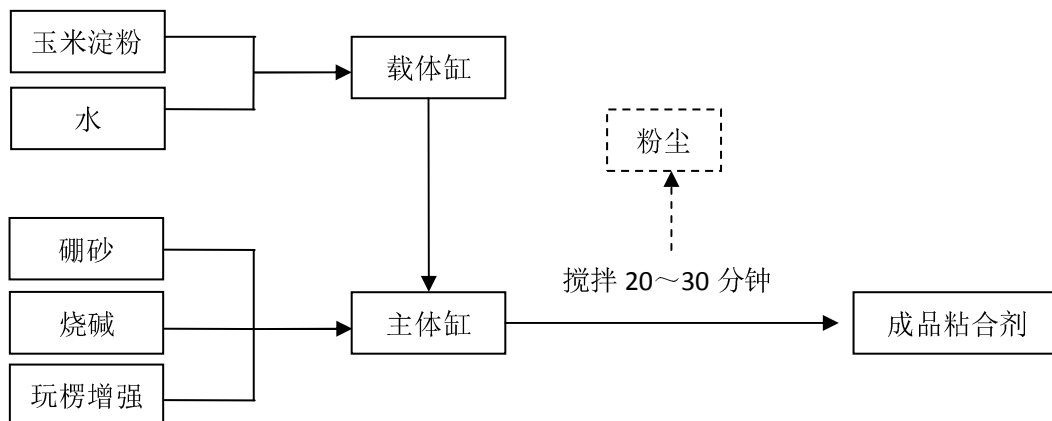 玉米淀粉
水
载体缸
粉尘
硼砂
烧碱
玩楞增强
主体缸
搅拌 20～30 分钟
成品粘合剂